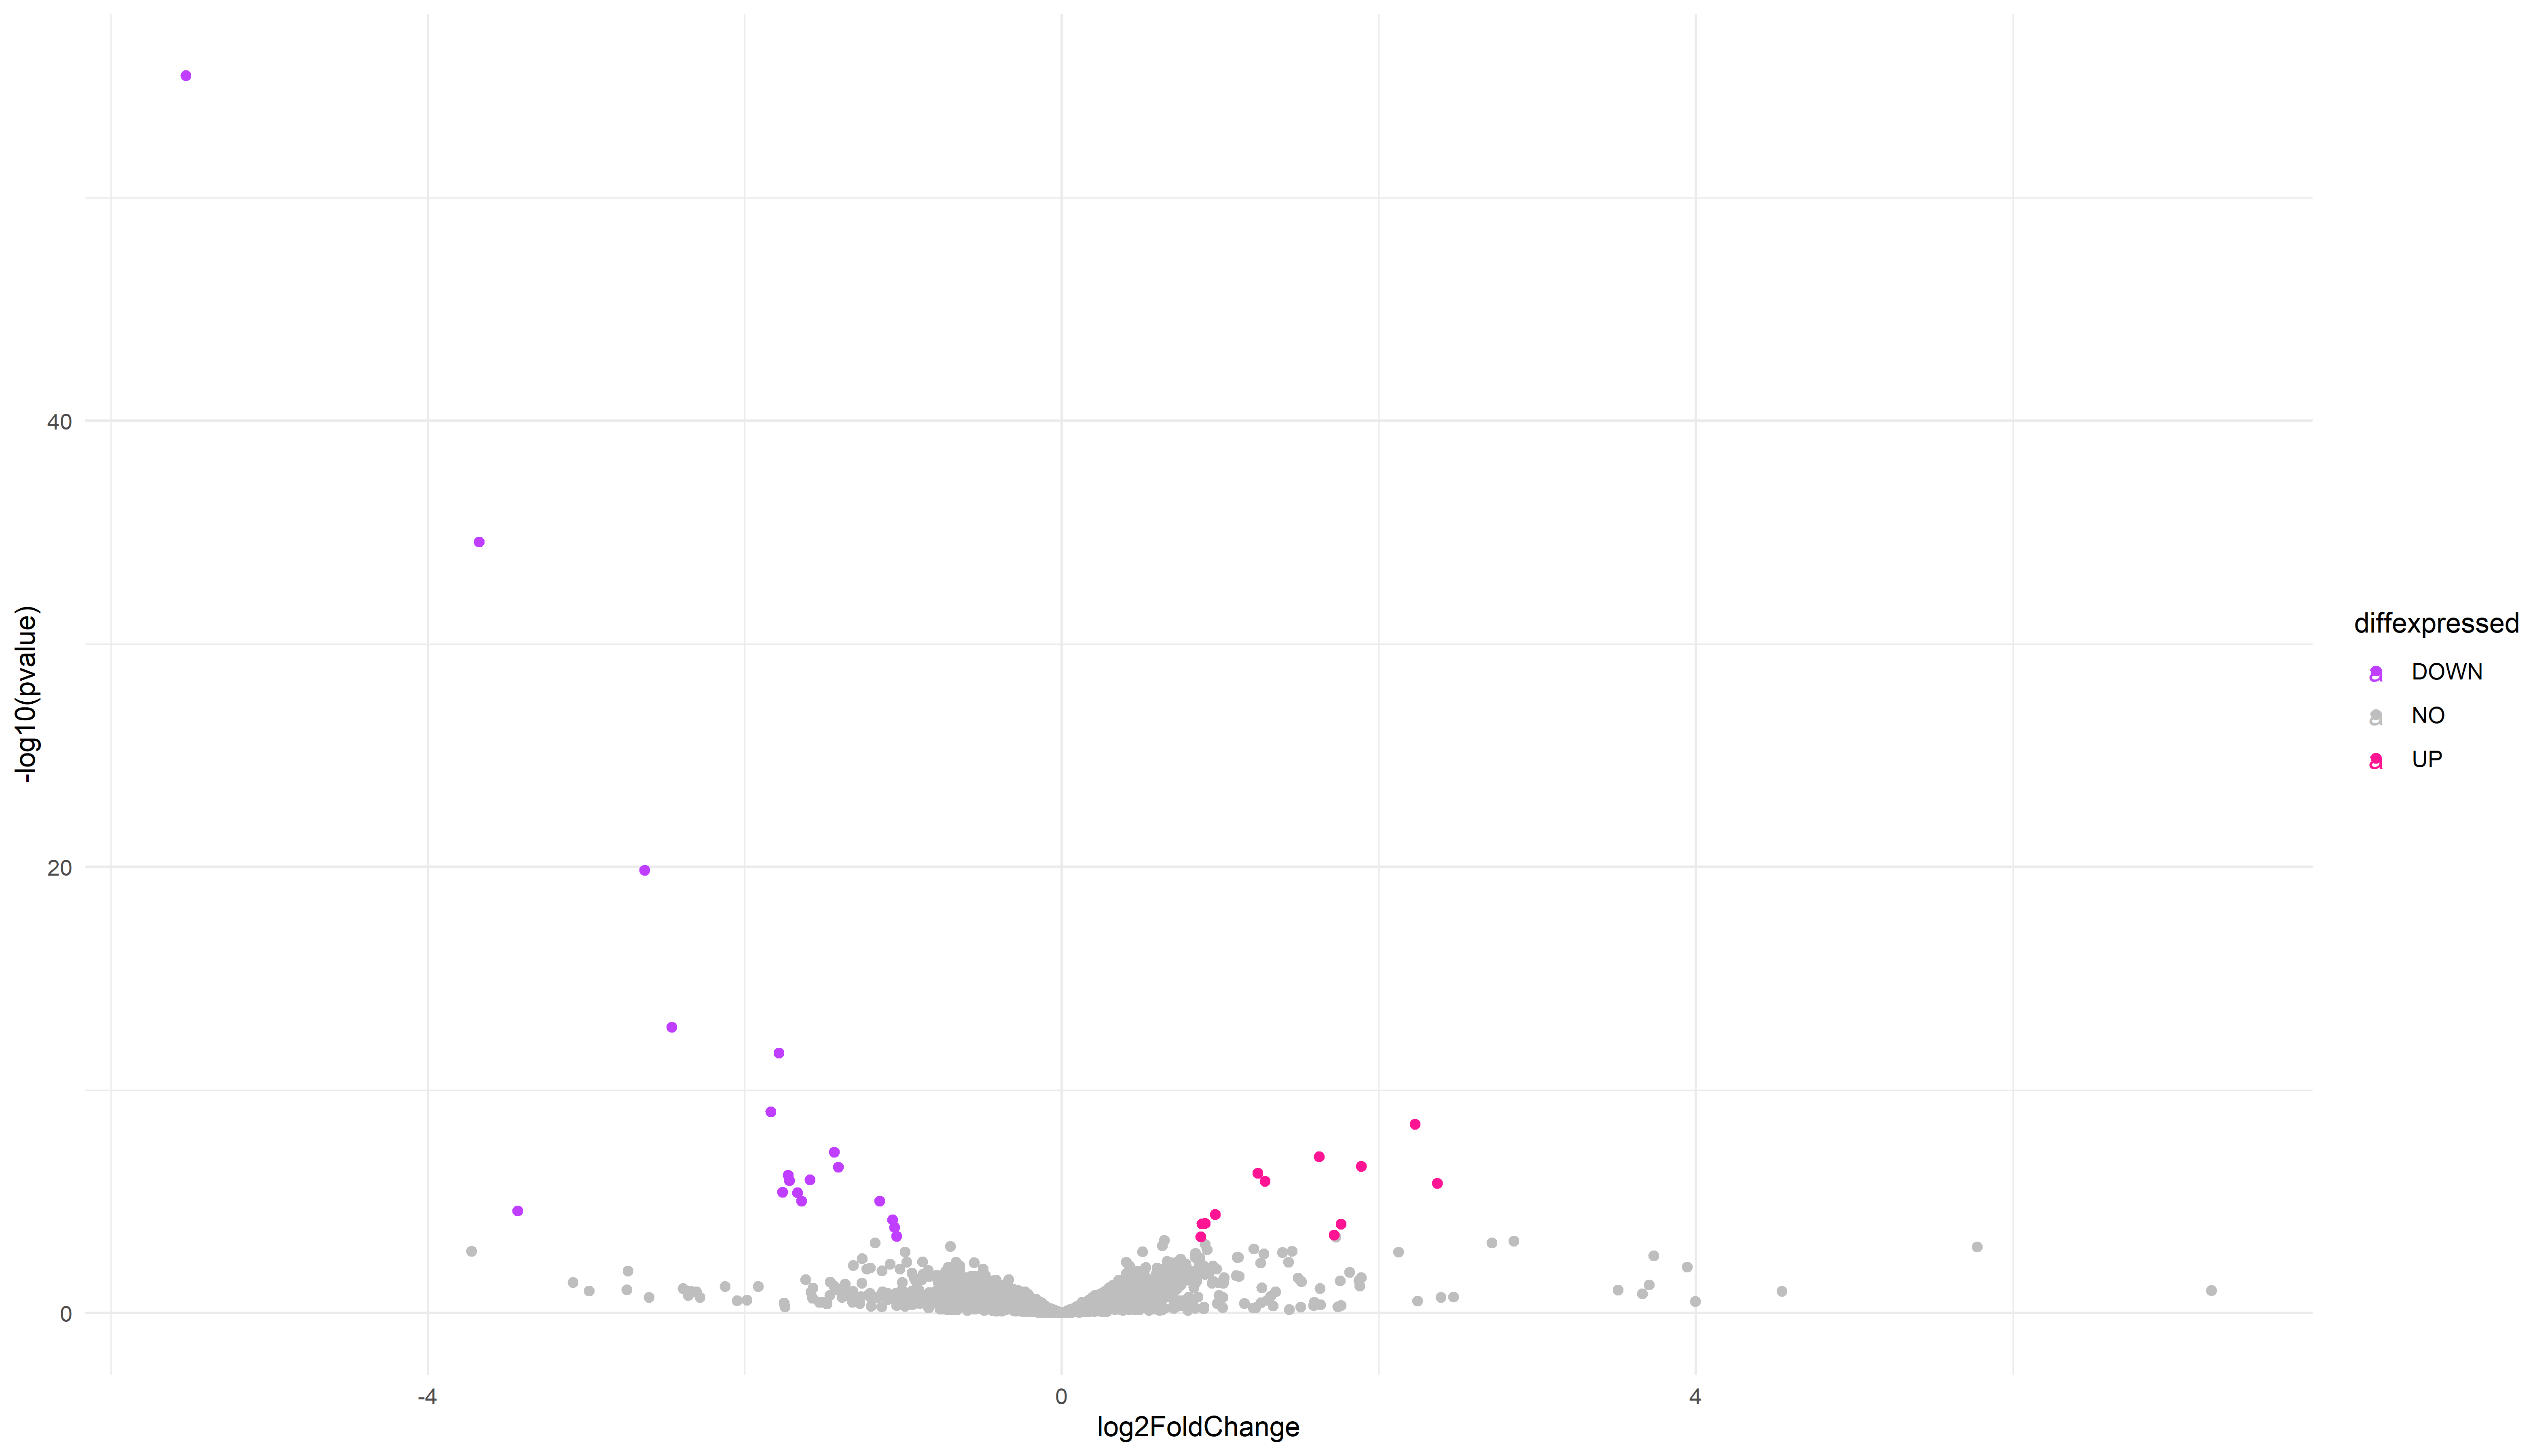 40
20
0
-4
0
4
log2FoldChange
-log10(pvalue)
diffexpressed
a DOWN
a NO
a UP